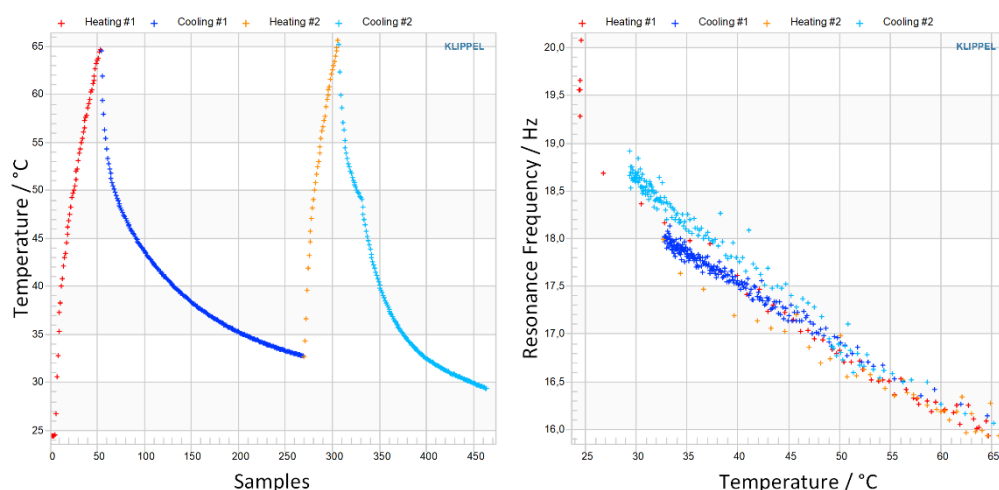 Heating #1 Cooling #1 Heating #2 Cooling #2
KLIPPEL
Temperature / °C
65
60
55
50
45
40
35
30
25
0 50 100 150 200 250 300 350 400 450
Samples
Heating #1 Cooling #1 Heating #2 Cooling #2
KLIPPEL
Resonance Frequency / Hz
20,0
19,5
19,0
18,5
18,0
17,5
17,0
16,5
16,0
25 30 35 40 45 50 55 60 65
Temperature / °C